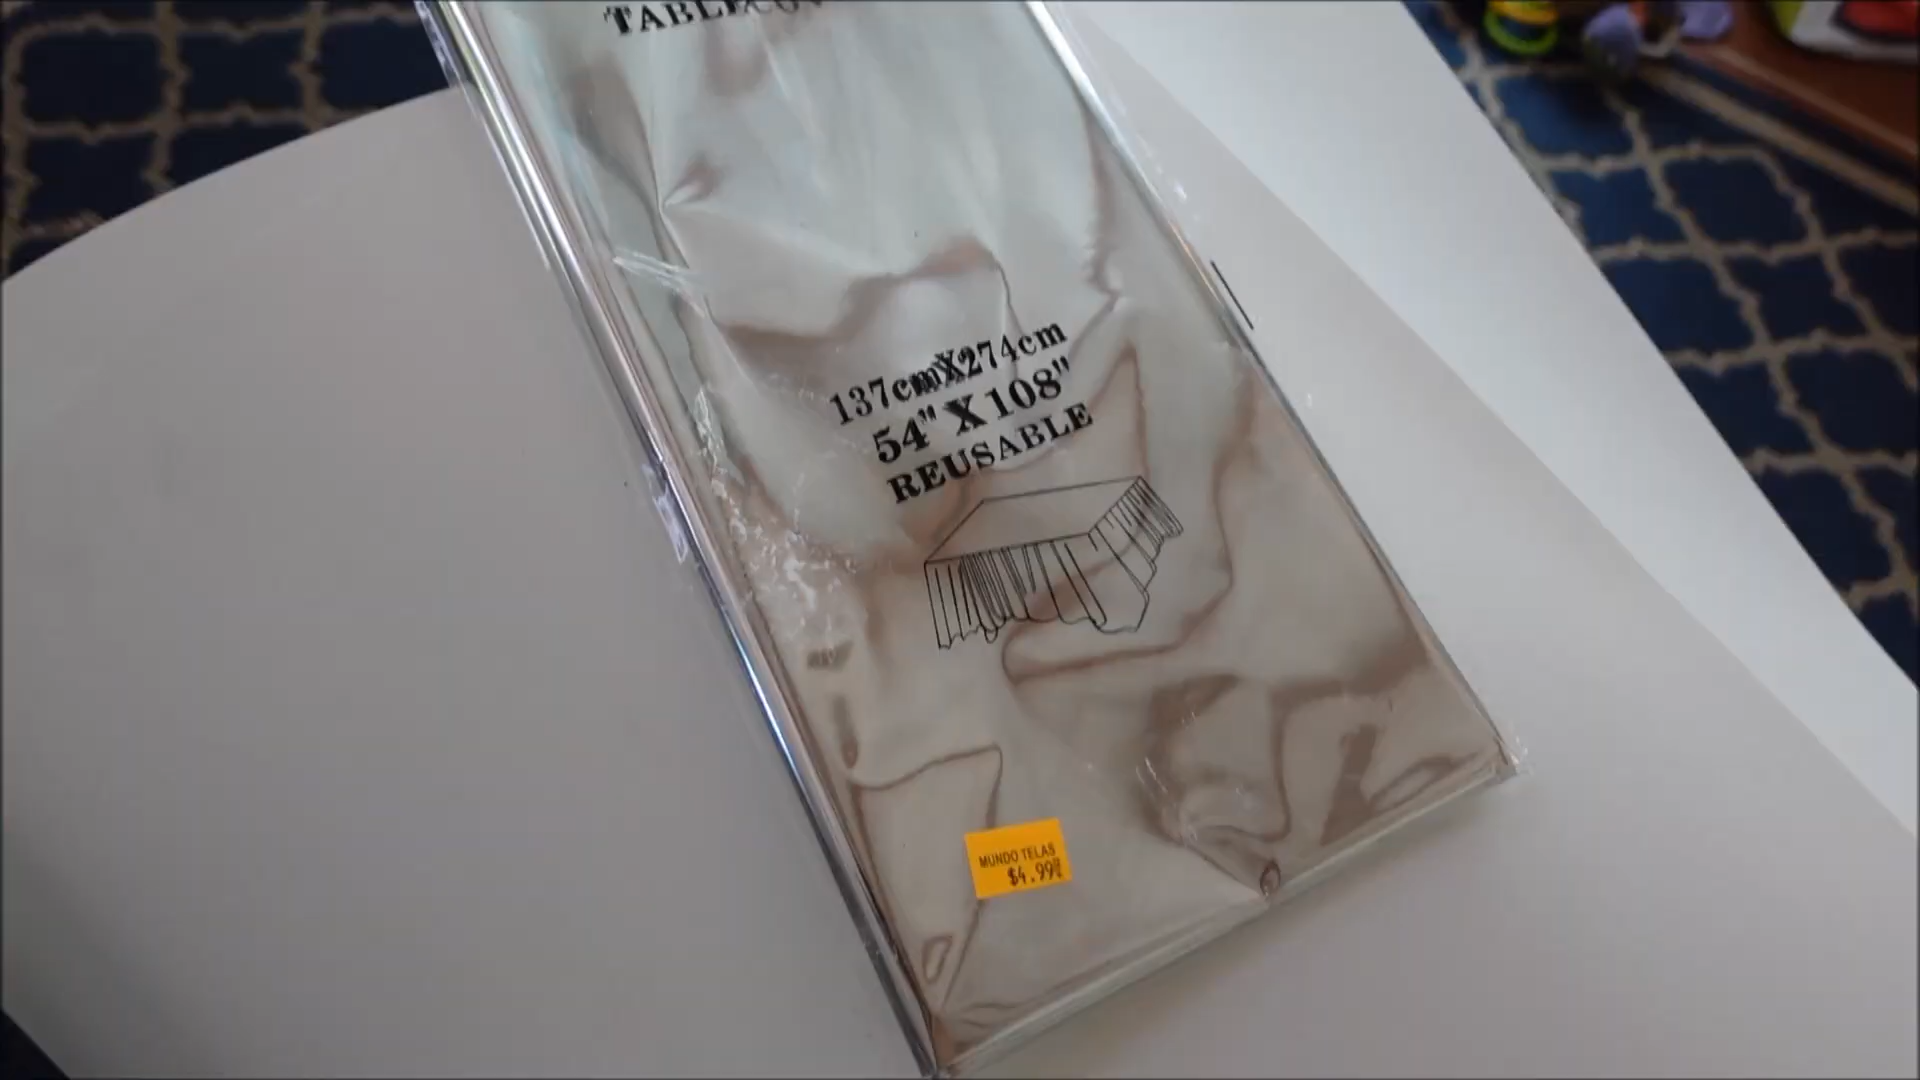 137cmX274cm
54" X 108"
REUSABLE
MUNDO TELAS
$4.99